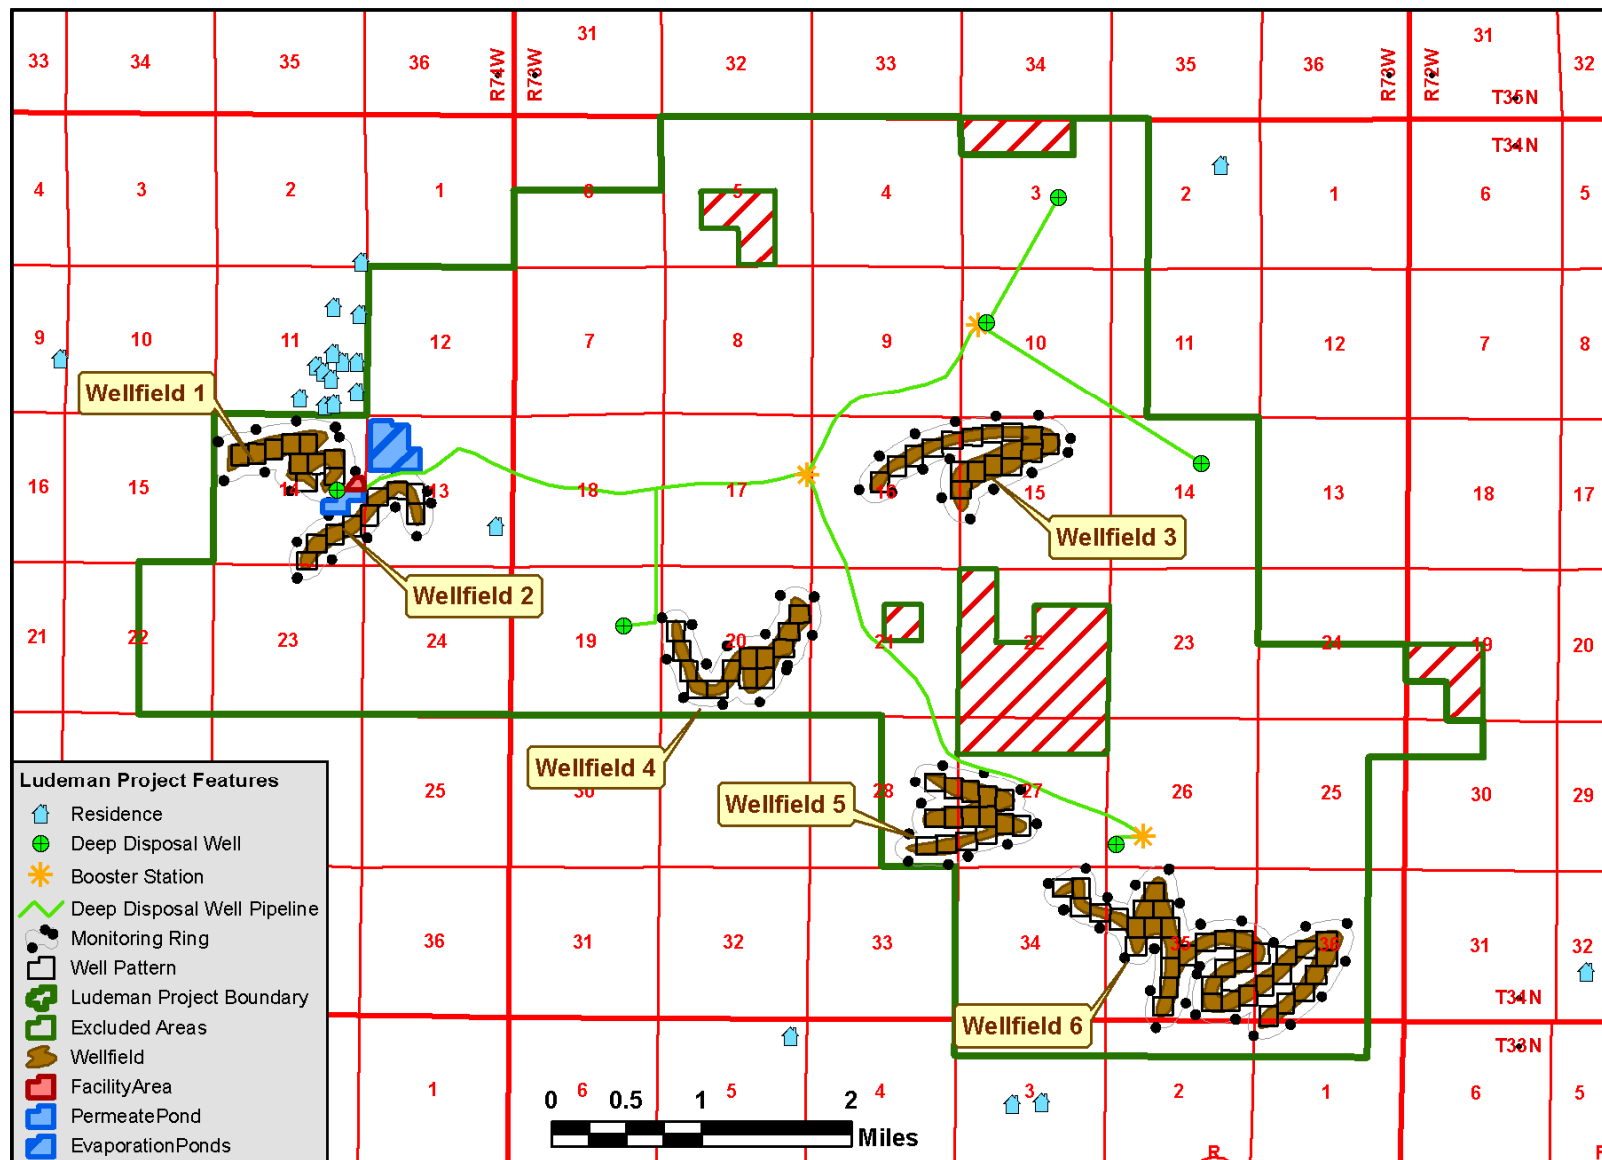 31
33 34 35 36 R74W R73W 32 33 34 35 36 R73W R72W 31 32
T35N
T34N
4 3 2 1 6 5 4 3 2 1 6 5
9 10 11 12 7 8 9 10 11 12 7 8
Wellfield 1
16 15 14 13 18 17 16 15 14 13 18 17
Wellfield 3
Wellfield 2
21 22 23 24 19 20 21 22 23 24 19 20
Wellfield 4
25 30 28 27 26 25 30 29
Wellfield 5
36 31 32 33 34 35 36 31 32
T34N
Wellfield 6
T33N
1 6 5 4 3 2 1 6 5
Ludeman Project Features
Residence
Deep Disposal Well
Booster Station
Deep Disposal Well Pipeline
Monitoring Ring
Well Pattern
Ludeman Project Boundary
Excluded Areas
Wellfield
FacilityArea
PermeatePond
EvaporationPonds
0 0.5 1 2
Miles